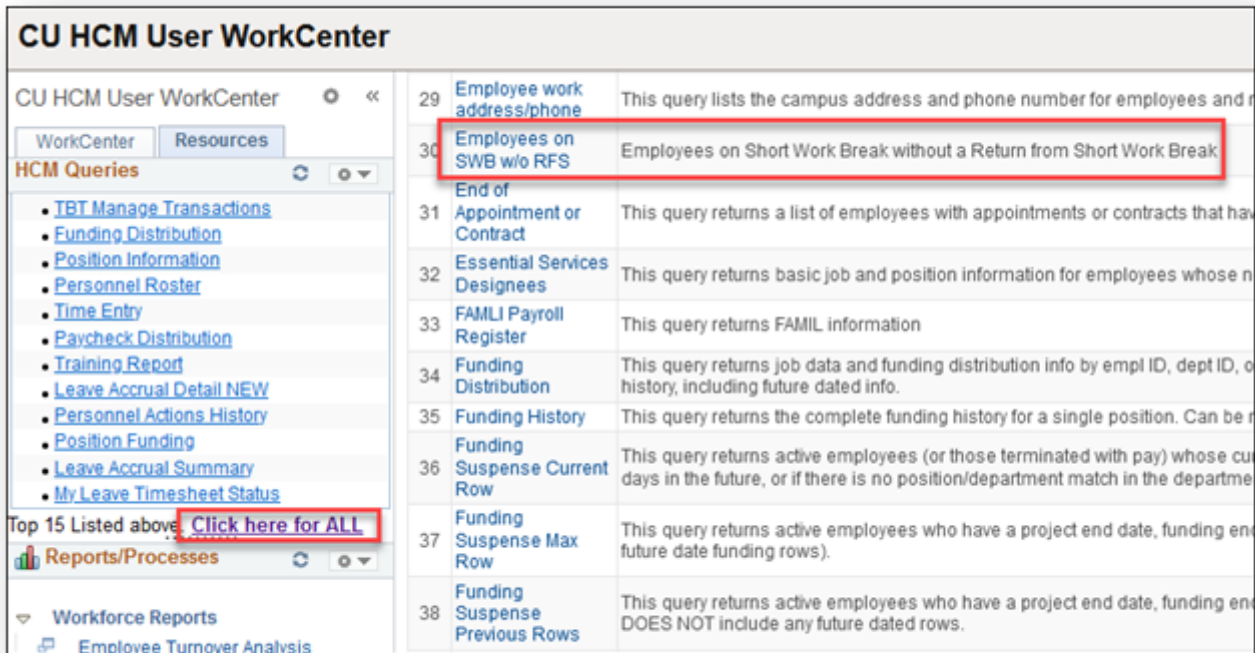 CU HCM User WorkCenter
CU HCM User WorkCenter
WorkCenter
Resources
HCM Queries
TBT Manage Transactions
Funding Distribution
Position Information
Personnel Roster
Time Entry
Paycheck Distribution
Training Report
Leave Accrual Detail NEW
Personnel Actions History
Position Funding
Leave Accrual Summary
My Leave Timesheet Status
Top 15 Listed above. Click here for ALL
Reports/Processes
Workforce Reports
Employee Turnover Analysis
29 Employee work
address/phone
This query lists the campus address and phone number for employees and
30 Employees on
SWB w/o RFS
Employees on Short Work Break without a Return from Short Work Break
31 End of
Appointment or
Contract
This query returns a list of employees with appointments or contracts that hav
32 Essential Services
Designees
This query returns basic job and position information for employees whose n
33 FAMLI Payroll
Register
This query returns FAMIL information
34 Funding
Distribution
This query returns job data and funding distribution info by empl ID, dept ID, o
history, including future dated info.
35 Funding History This query returns the complete funding history for a single position. Can be
36 Funding
Suspense Current
Row
This query returns active employees (or those terminated with pay) whose cu
days in the future, or if there is no position/department match in the departme
37 Funding
Suspense Max
Row
This query returns active employees who have a project end date, funding end
future date funding rows).
38 Funding
Suspense
Previous Rows
This query returns active employees who have a project end date, funding end
DOES NOT include any future dated rows.